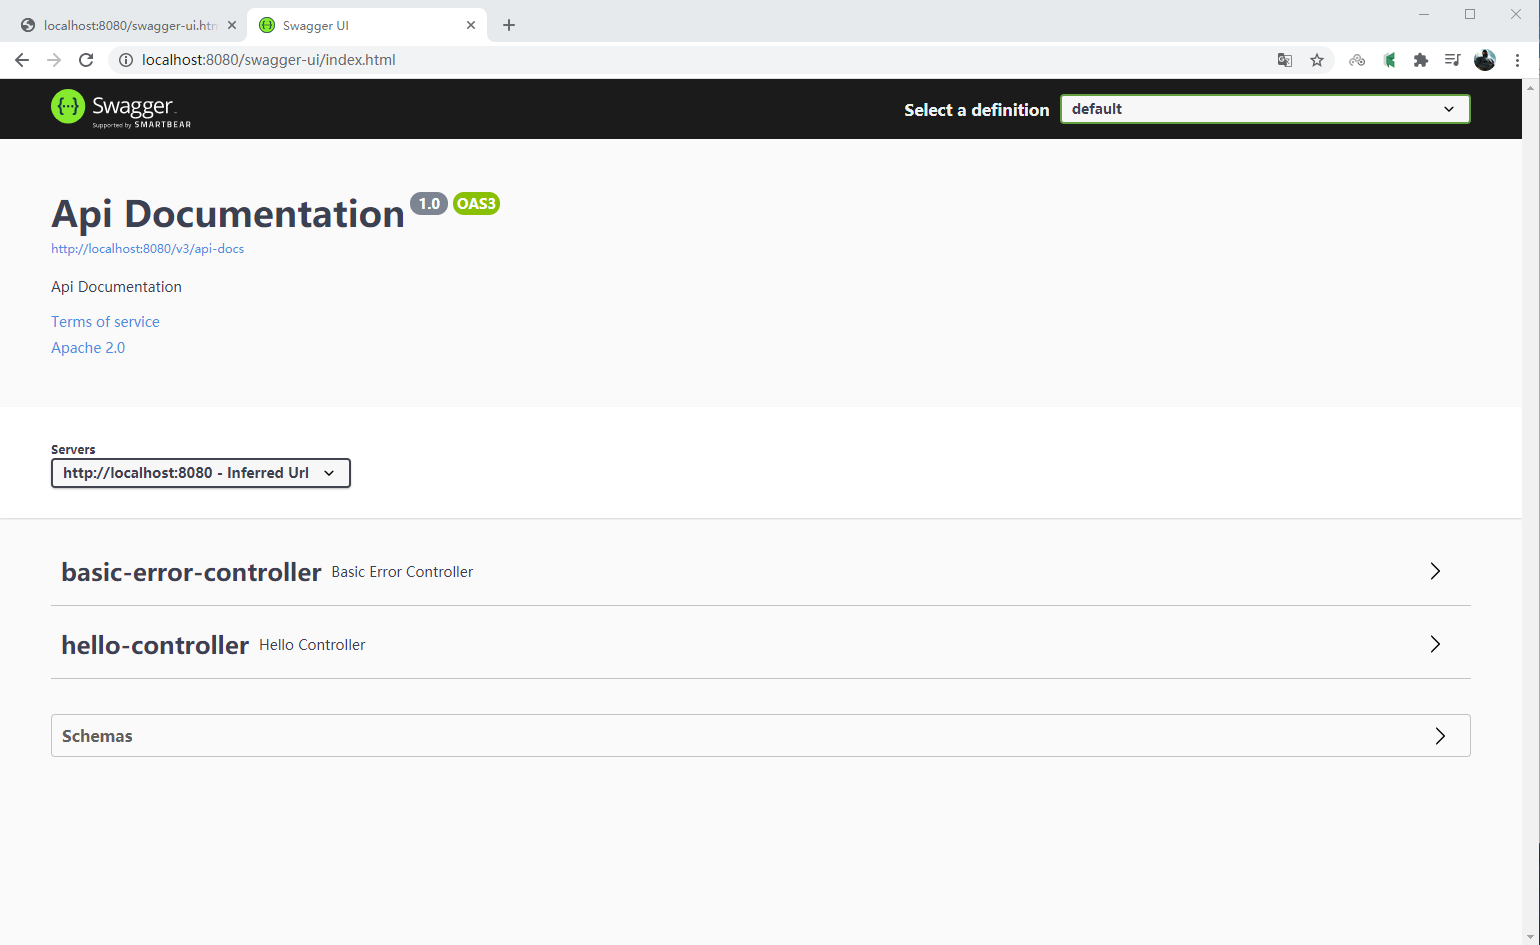 localhost:8080/swagger-ui.htm
Swagger UI
localhost:8080/swagger-ui/index.html
{···} Swagger
Supported by SMARTBEAR
Select a definition
default
Api Documentation 1.0 OAS3
http://localhost:8080/v3/api-docs
Api Documentation
Terms of service
Apache 2.0
Servers
http://localhost:8080 - Inferred Url
basic-error-controller Basic Error Controller
hello-controller Hello Controller
Schemas